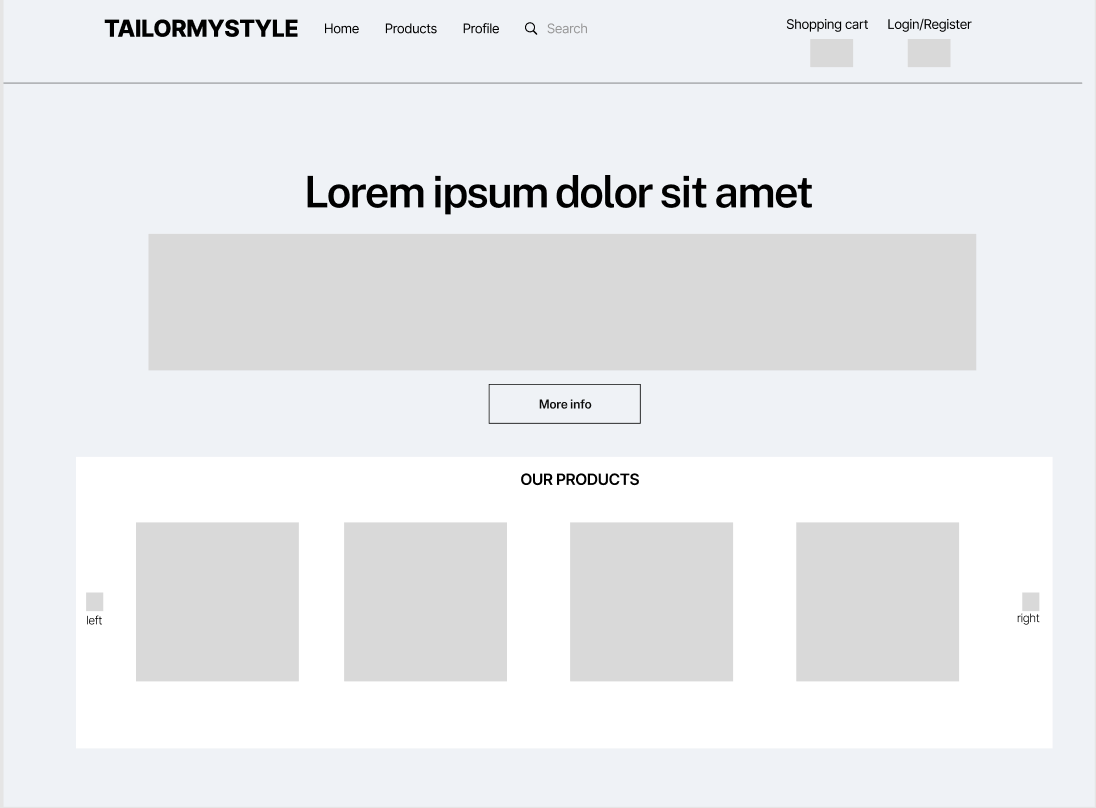 TAILORMYSTYLE Home Products Profile Search Shopping cart Login/Register
Lorem ipsum dolor sit amet
More info
OUR PRODUCTS
left
right